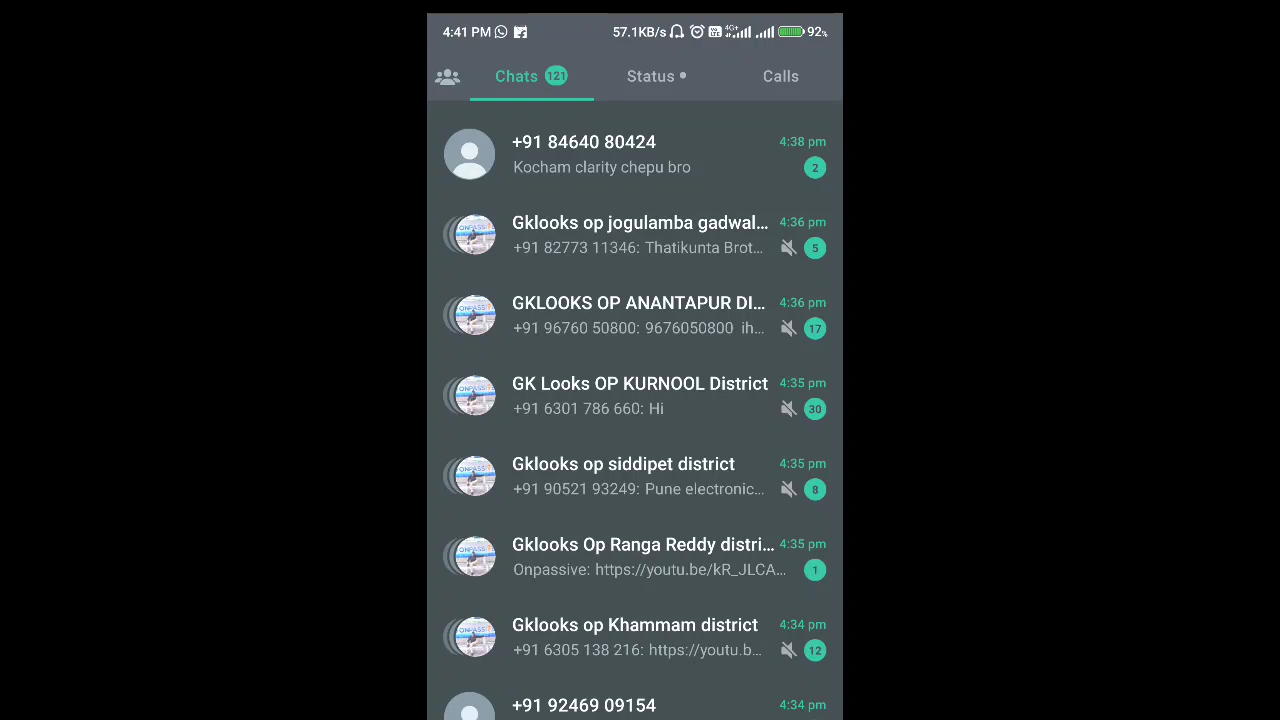 4:41 PM 57.1KB/s 4G+ 92%
Chats 121 Status Calls
+91 84640 80424 4:38 pm
Kocham clarity chepu bro 2
Gklooks op jogulamba gadwal... 4:36 pm
+91 82773 11346: Thatikunta Brot... 5
GKLOOKS OP ANANTAPUR DI... 4:36 pm
+91 96760 50800: 9676050800 ih... 17
GK Looks OP KURNOOL District 4:35 pm
+91 6301 786 660: Hi 30
Gklooks op siddipet district 4:35 pm
+91 90521 93249: Pune electronic... 8
Gklooks Op Ranga Reddy distri... 4:35 pm
Onpassive: https://youtu.be/kR_JLCA... 1
Gklooks op Khammam district 4:34 pm
+91 6305 138 216: https://youtu.b... 12
+91 92469 09154 4:34 pm